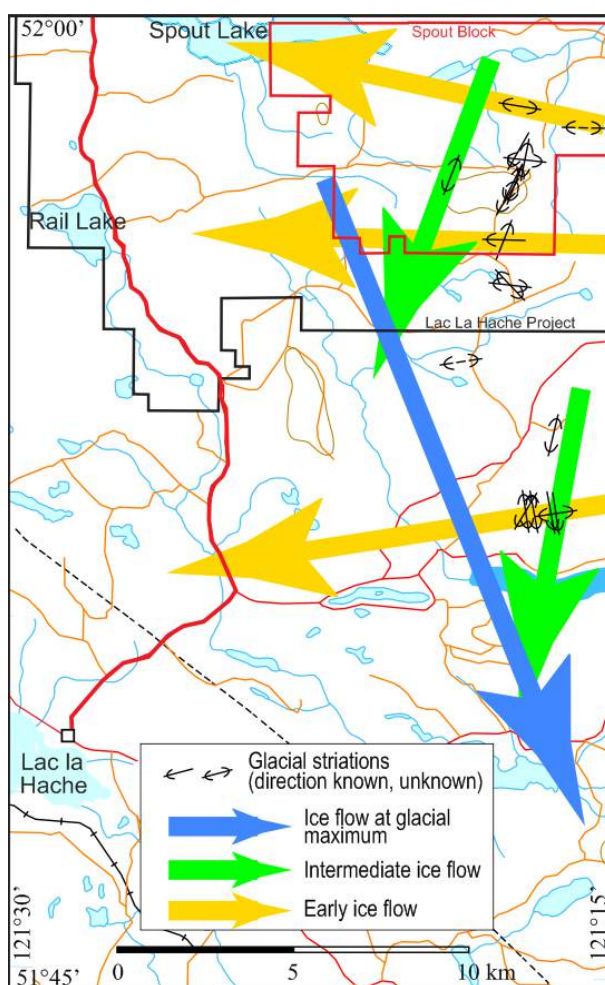 52°00'
Spout Lake
Spout Block
Rail Lake
Lac La Hache Project
Lac la
Hache
Glacial striations
(direction known, unknown)
Ice flow at glacial
maximum
Intermediate ice flow
Early ice flow
121°30'
121°15'
51°45'
0 5 10 km